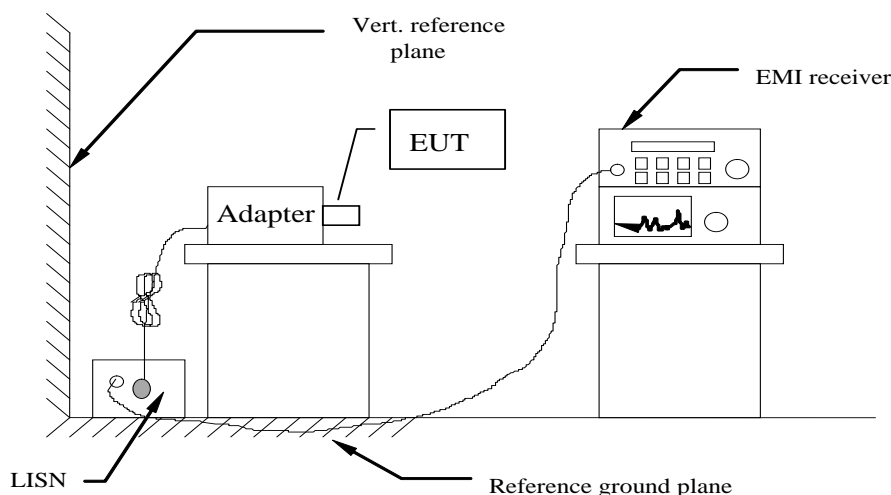 Vert. reference
plane
EMI receiver
EUT
Adapter
LISN
Reference ground plane